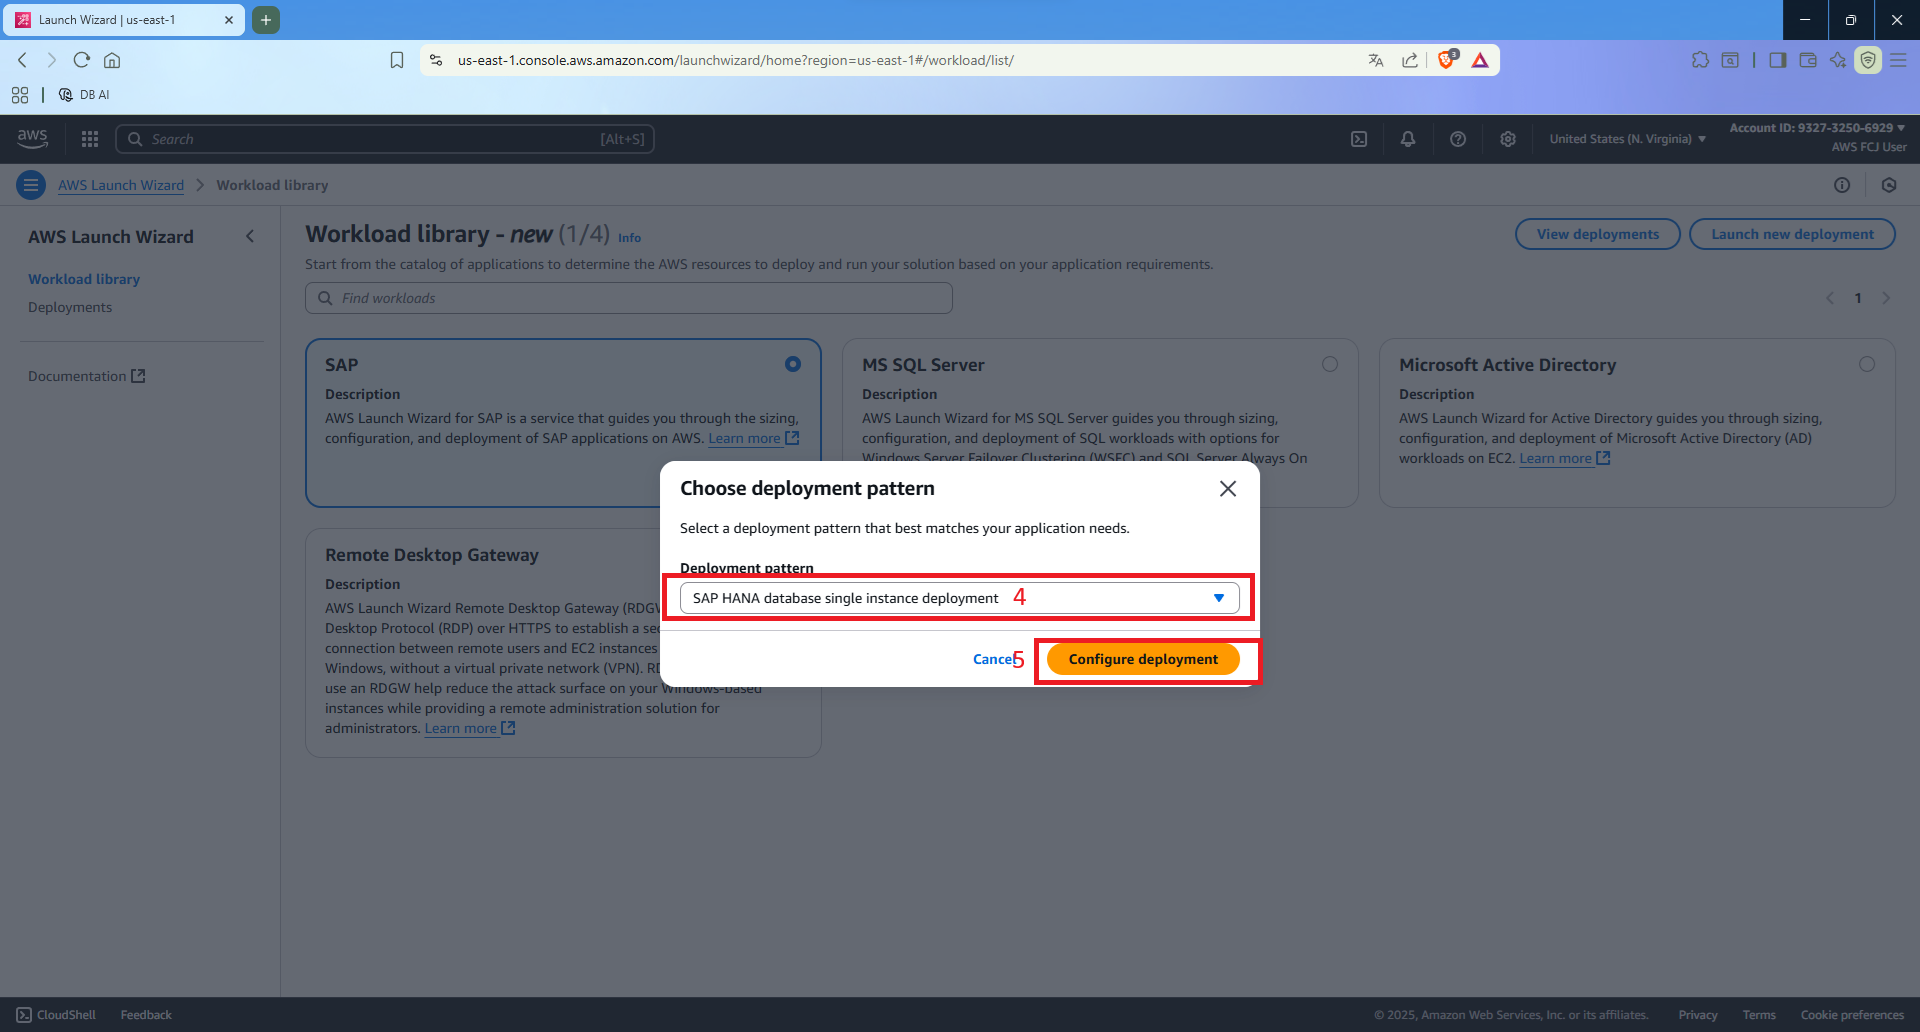 Launch Wizard | us-east-1
us-east-1.console.aws.amazon.com/launchwizard/home?region=us-east-1#/workload/list/
3
DB AI
aws
Search
[Alt+S]
United States (N. Virginia)
Account ID: 9327-3250-6929
AWS FCJ User
AWS Launch Wizard
Workload library
AWS Launch Wizard
Workload library
Deployments
Documentation
Workload library - new (1/4) Info
View deployments
Launch new deployment
Start from the catalog of applications to determine the AWS resources to deploy and run your solution based on your application requirements.
Find workloads
1
SAP
Description
AWS Launch Wizard for SAP is a service that guides you through the sizing,
configuration, and deployment of SAP applications on AWS. Learn more
MS SQL Server
Description
AWS Launch Wizard for MS SQL Server guides you through sizing,
configuration, and deployment of SQL workloads with options for
Windows Server Failover Clustering (WSFC) and SQL Server Always On
Microsoft Active Directory
Description
AWS Launch Wizard for Active Directory guides you through sizing,
configuration, and deployment of Microsoft Active Directory (AD)
workloads on EC2. Learn more
Remote Desktop Gateway
Description
AWS Launch Wizard Remote Desktop Gateway (RDGW
Desktop Protocol (RDP) over HTTPS to establish a se
connection between remote users and EC2 instances
Windows, without a virtual private network (VPN). RD
use an RDGW help reduce the attack surface on your Windows-based
instances while providing a remote administration solution for
administrators. Learn more
Choose deployment pattern
Select a deployment pattern that best matches your application needs.
Deployment pattern
SAP HANA database single instance deployment 4
Cancel 5
Configure deployment
CloudShell
Feedback
© 2025, Amazon Web Services, Inc. or its affiliates.
Privacy
Terms
Cookie preferences